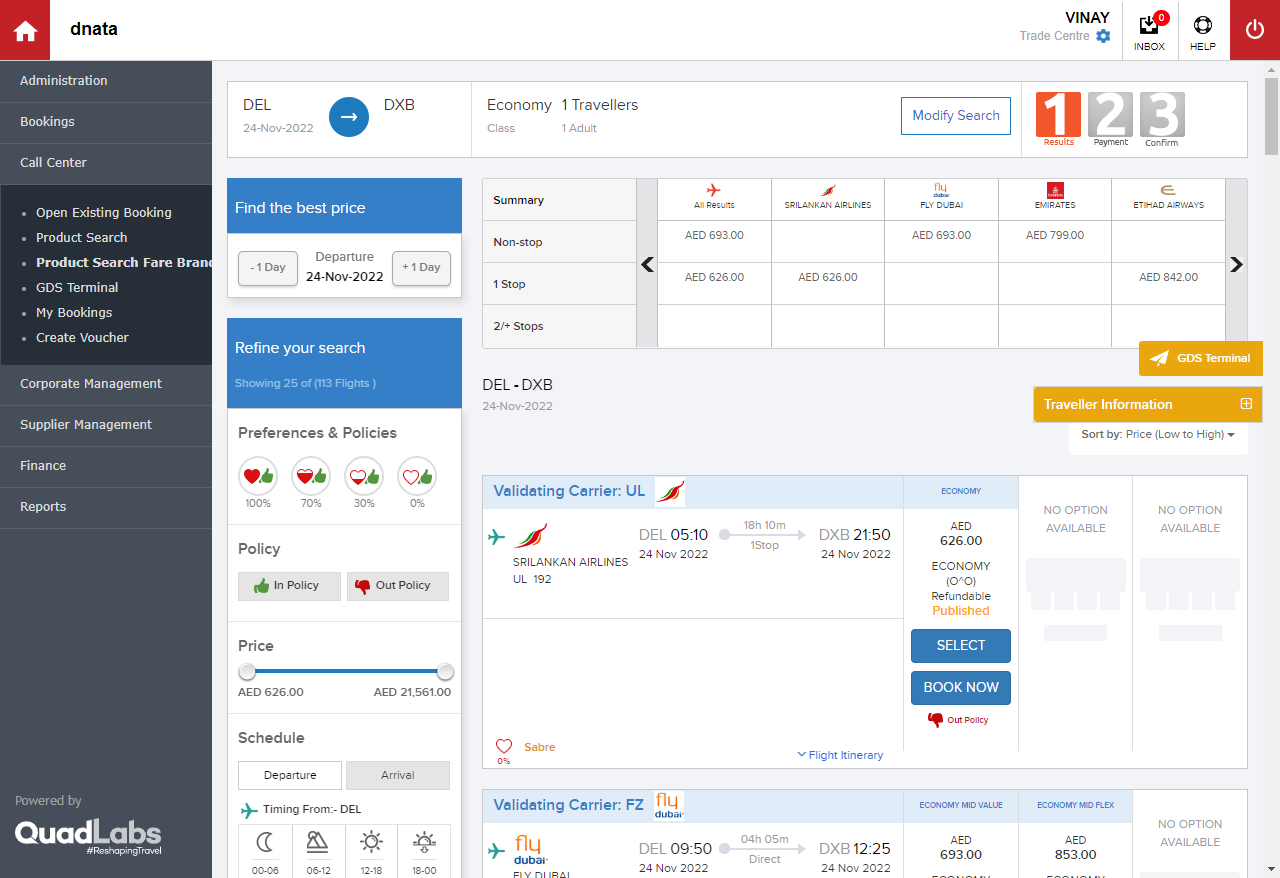 dnata
VINAY
Trade Centre
0
INBOX
HELP
Administration
Bookings
Call Center
Open Existing Booking
Product Search
Product Search Fare Brand
GDS Terminal
My Bookings
Create Voucher
Corporate Management
Supplier Management
Finance
Reports
Powered by
QuadLabs
#ReshapingTravel
DEL
24-Nov-2022
DXB
Economy 1 Travellers
Class 1 Adult
Modify Search
1 2 3
Results Payment Confirm
Find the best price
- 1 Day
Departure
24-Nov-2022
+ 1 Day
Refine your search
Showing 25 of (113 Flights )
Preferences & Policies
100% 70% 30% 0%
Policy
In Policy Out Policy
Price
AED 626.00 AED 21,561.00
Schedule
Departure Arrival
Timing From:- DEL
00-06 06-12 12-18 18-00
Summary
All Results
SRILANKAN AIRLINES
fly dubai
FLY DUBAI
EMIRATES
ETIHAD AIRWAYS
Non-stop AED 693.00 AED 693.00 AED 799.00
1 Stop AED 626.00 AED 626.00 AED 842.00
2/+ Stops
GDS Terminal
DEL - DXB
24-Nov-2022
Traveller Information
Sort by: Price (Low to High)
Validating Carrier: UL
ECONOMY
SRILANKAN AIRLINES
UL 192
DEL 05:10
24 Nov 2022
18h 10m
1Stop
DXB 21:50
24 Nov 2022
AED
626.00
ECONOMY
(O^O)
Refundable
Published
SELECT
BOOK NOW
Out Policy
NO OPTION
AVAILABLE
NO OPTION
AVAILABLE
0%
Sabre
Flight Itinerary
Validating Carrier: FZ
fly dubai
ECONOMY MID VALUE
ECONOMY MID FLEX
fly dubai
FLY DUBAI
DEL 09:50
24 Nov 2022
04h 05m
Direct
DXB 12:25
24 Nov 2022
AED
693.00
ECONOMY
AED
853.00
ECONOMY
NO OPTION
AVAILABLE